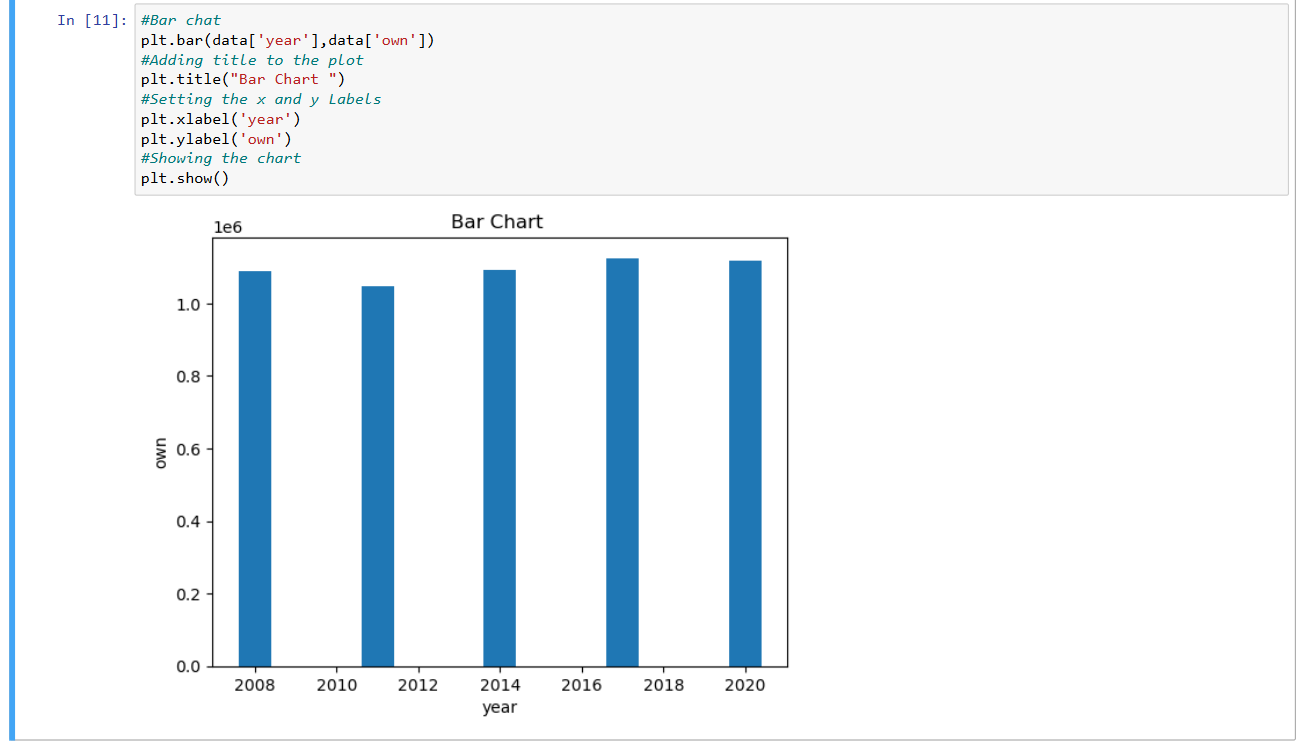 In [11]:
#Bar chat
plt.bar(data['year'],data['own'])
#Adding title to the plot
plt.title("Bar Chart ")
#Setting the x and y Labels
plt.xlabel('year')
plt.ylabel('own')
#Showing the chart
plt.show()
Bar Chart
1e6
1.0
0.8
0.6
0.4
0.2
0.0
own
2008 2010 2012 2014 2016 2018 2020
year